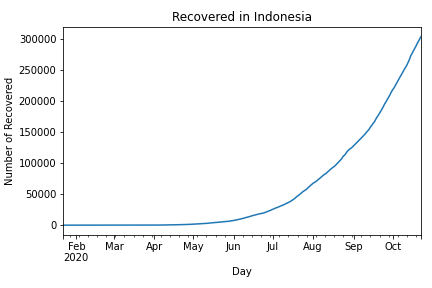 Recovered in Indonesia
Number of Recovered
300000
250000
200000
150000
100000
50000
0
Feb Mar Apr May Jun Jul Aug Sep Oct
2020
Day